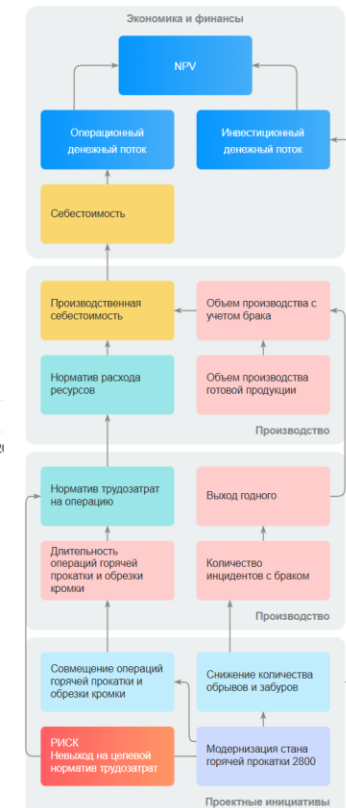 Экономика и финансы
NPV
Операционный
денежный поток
Инвестиционный
денежный поток
Себестоимость
Производственная
себестоимость
Объем производства с
учетом брака
Норматив расхода
ресурсов
Объем производства
готовой продукции
Производство
Норматив трудозатрат
на операцию
Выход годного
Длительность
операций горячей
прокатки и обрезки
кромки
Количество
инцидентов с браком
Производство
Совмещение операций
горячей прокатки и
обрезки кромки
Снижение количества
обрывов и забуров
РИСК
Невыход на целевой
норматив трудозатрат
Модернизация стана
горячей прокатки 2800
Проектные инициативы